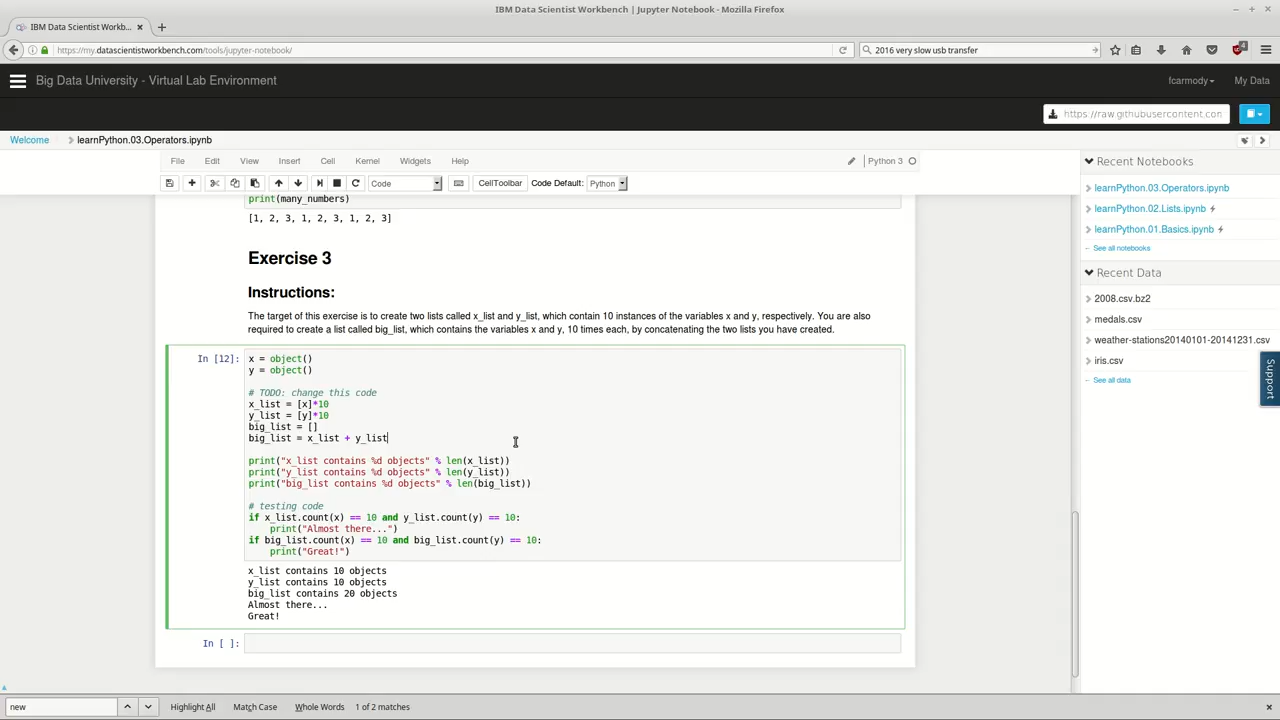 IBM Data Scientist Workbench | Jupyter Notebook - Mozilla Firefox
IBM Data Scientist Workb...
https://my.datascientistworkbench.com/tools/jupyter-notebook/
2016 very slow usb transfer
4
Big Data University - Virtual Lab Environment
fcarmody
My Data
https://raw.githubusercontent.con
Welcome
learnPython.03.Operators.ipynb
File Edit View Insert Cell Kernel Widgets Help
Python 3
Code
CellToolbar
Code Default:
Python
print(many_numbers)
[1, 2, 3, 1, 2, 3, 1, 2, 3]
Exercise 3
Instructions:
The target of this exercise is to create two lists called x_list and y_list, which contain 10 instances of the variables x and y, respectively. You are also
required to create a list called big_list, which contains the variables x and y, 10 times each, by concatenating the two lists you have created.
In [12]:
x = object()
y = object()
# TODO: change this code
x_list = [x]*10
y_list = [y]*10
big_list = []
big_list = x_list + y_list
print("x_list contains %d objects" % len(x_list))
print("y_list contains %d objects" % len(y_list))
print("big_list contains %d objects" % len(big_list))
# testing code
if x_list.count(x) == 10 and y_list.count(y) == 10:
print("Almost there...")
if big_list.count(x) == 10 and big_list.count(y) == 10:
print("Great!")
x_list contains 10 objects
y_list contains 10 objects
big_list contains 20 objects
Almost there...
Great!
In [ ]:
Recent Notebooks
learnPython.03.Operators.ipynb
learnPython.02.Lists.ipynb
learnPython.01.Basics.ipynb
See all notebooks
Recent Data
2008.csv.bz2
medals.csv
weather-stations20140101-20141231.csv
iris.csv
See all data
Support
new
Highlight All
Match Case
Whole Words
1 of 2 matches